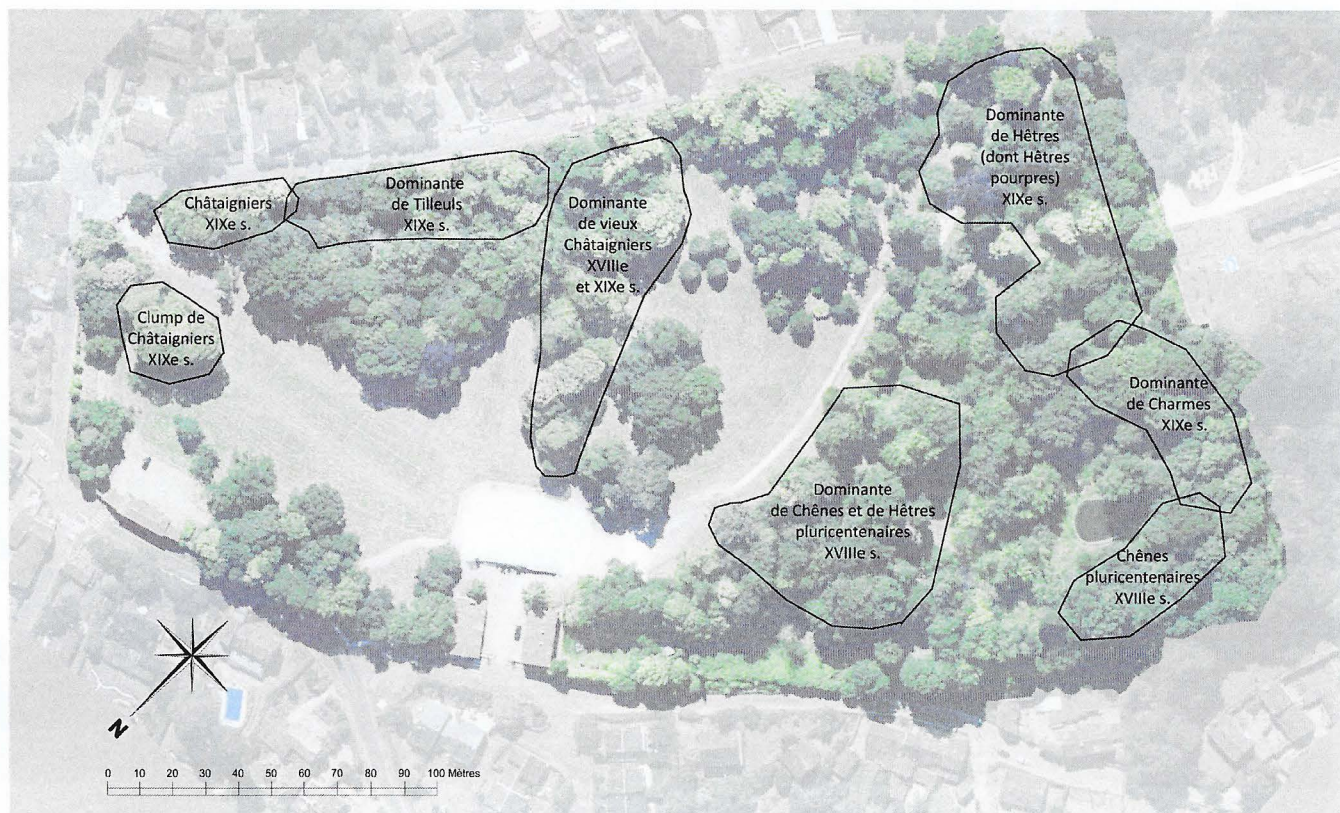 Dominante
de Hêtres
(dont Hêtres
pourpres)
XIXe s.
Châtaigniers
XIXe s.
Dominante
de Tilleuls
XIXe s.
Dominante
de vieux
Châtaigniers
XVIIIe
et XIXe s.
Clump de
Châtaigniers
XIXe s.
Dominante
de Charmes
XIXe s.
Dominante
de Chênes et de Hêtres
pluricentenaires
XVIIIe s.
Chênes
pluricentenaires
XVIIIe s.
N
0 10 20 30 40 50 60 70 80 90 100 Mètres